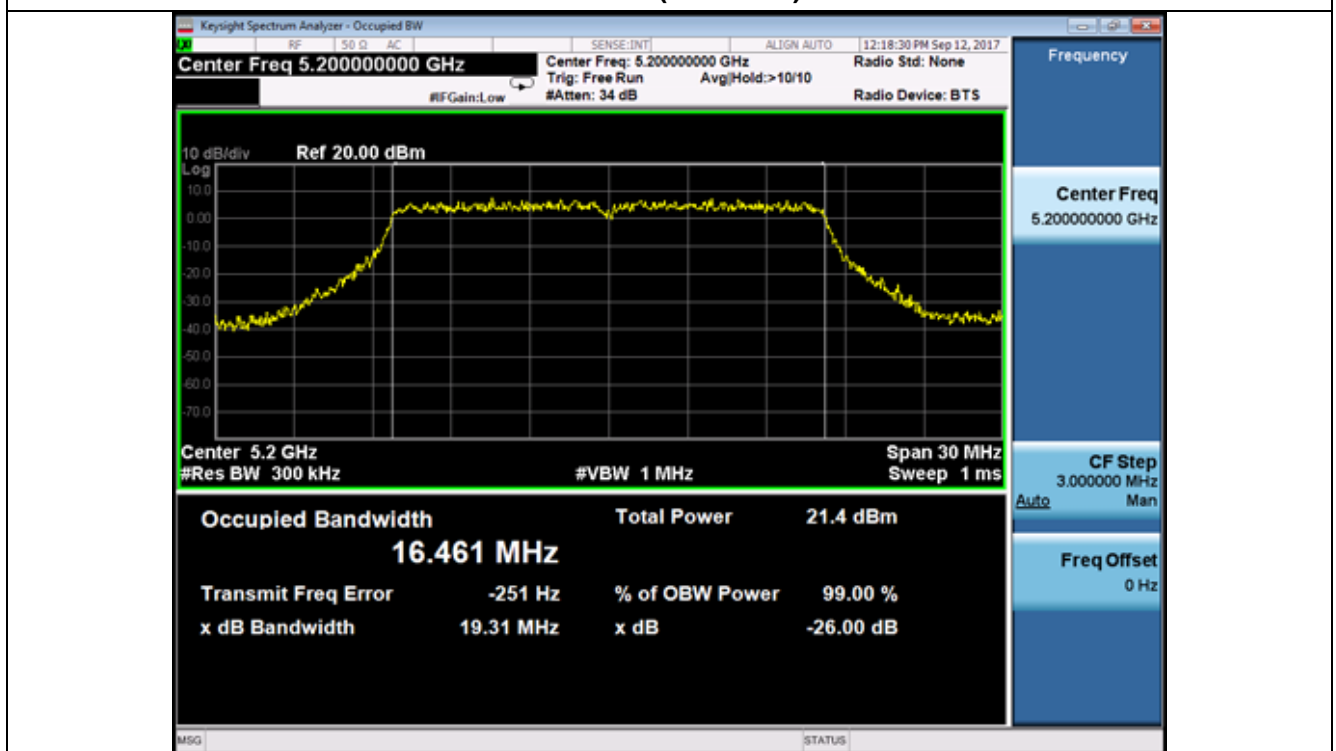 Keysight Spectrum Analyzer - Occupied BW
RF 50 Ω AC SENSE:INT ALIGN AUTO 12:18:30 PM Sep 12, 2017
Center Freq 5.200000000 GHz
Center Freq: 5.200000000 GHz Radio Std: None
Trig: Free Run Avg|Hold:>10/10
#IFGain:Low #Atten: 34 dB Radio Device: BTS
Frequency
10 dB/div Ref 20.00 dBm
Log
10.0
0.00
-10.0
-20.0
-30.0
-40.0
-50.0
-60.0
-70.0
Center 5.2 GHz Span 30 MHz
#Res BW 300 kHz #VBW 1 MHz Sweep 1 ms
Occupied Bandwidth Total Power 21.4 dBm
16.461 MHz
Transmit Freq Error -251 Hz % of OBW Power 99.00 %
x dB Bandwidth 19.31 MHz x dB -26.00 dB
Center Freq
5.200000000 GHz
CF Step
3.000000 MHz
Auto Man
Freq Offset
0 Hz
MSG STATUS